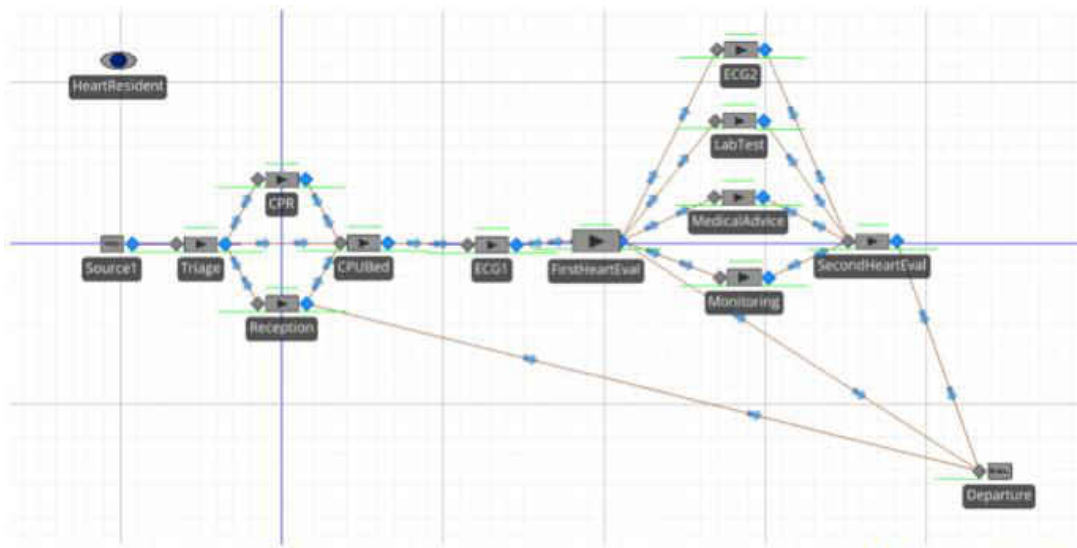 HeartResident
ECG2
LabTest
CPR
MedicalAdvice
Source1
Triage
CPUBed
ECG1
FirstHeartEval
SecondHeartEval
Monitoring
Reception
Departure